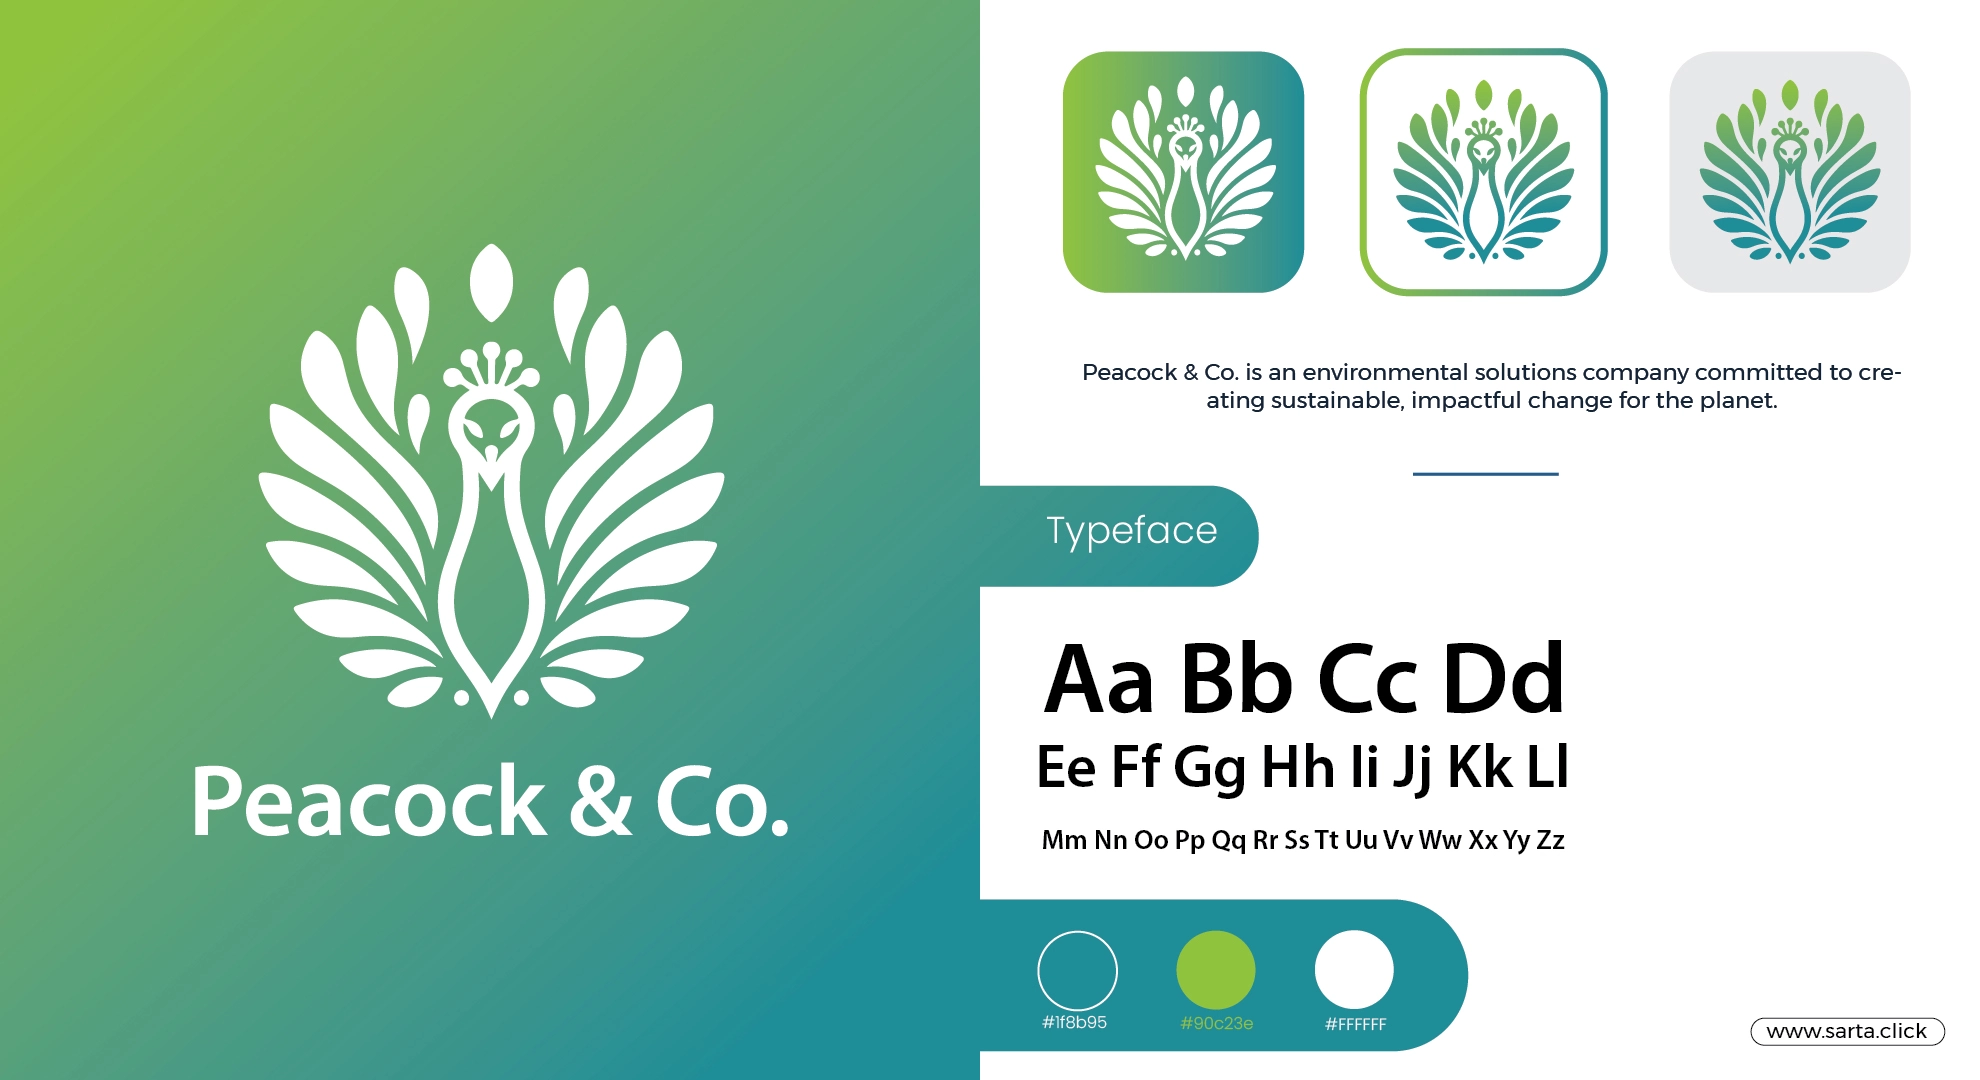 Peacock & Co.
Peacock & Co. is an environmental solutions company committed to cre-
ating sustainable, impactful change for the planet.
Typeface
Aa Bb Cc Dd
Ee Ff Gg Hh Ii Jj Kk Ll
Mm Nn Oo Pp Qq Rr Ss Tt Uu Vv Ww Xx Yy Zz
#1f8b95 #90c23e #FFFFFF
www.sarta.click